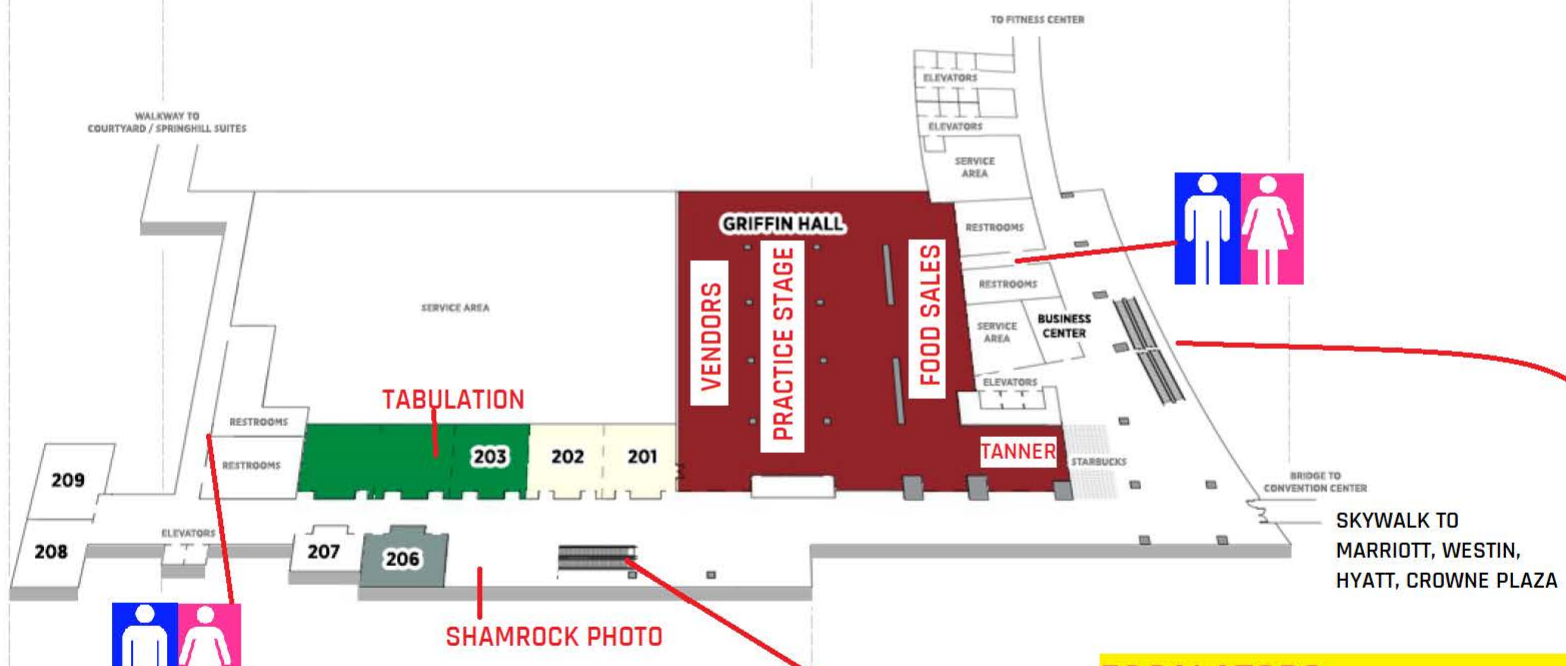 TO FITNESS CENTER
ELEVATORS
WALKWAY TO
COURTYARD / SPRINGHILL SUITES
ELEVATORS
SERVICE
AREA
GRIFFIN HALL
RESTROOMS
VENDORS
PRACTICE STAGE
FOOD SALES
RESTROOMS
SERVICE AREA
SERVICE
AREA
BUSINESS
CENTER
ELEVATORS
TABULATION
RESTROOMS
RESTROOMS
203
202
201
TANNER
STARBUCKS
209
BRIDGE TO
CONVENTION CENTER
SKYWALK TO
MARRIOTT, WESTIN,
HYATT, CROWNE PLAZA
ELEVATORS
208
207
206
SHAMROCK PHOTO